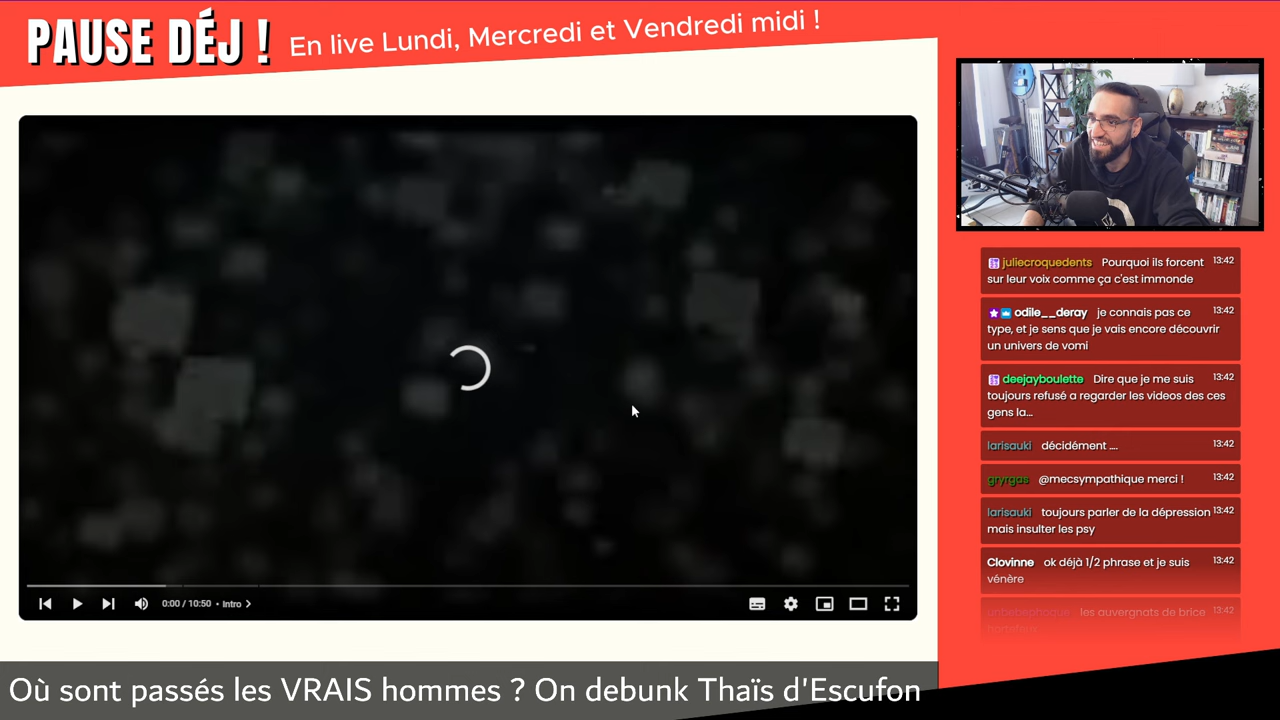 PAUSE DÉJ !
En live Lundi, Mercredi et Vendredi midi !
juliecroquedents Pourquoi ils forcent 13:42
sur leur voix comme ça c'est immonde
odile__deray je connais pas ce 13:42
type, et je sens que je vais encore découvrir
un univers de vomi
deejayboulette Dire que je me suis 13:42
toujours refusé a regarder les videos des ces
gens la...
larisauki décidément .... 13:42
gryrgas @mecsympathique merci ! 13:42
larisauki toujours parler de la dépression 13:42
mais insulter les psy
Clovinne ok déjà 1/2 phrase et je suis 13:42
vénère
les auvergnats de brice 13:42
hortefeux
0:00 / 10:50 • Intro
Où sont passés les VRAIS hommes ? On debunk Thaïs d'Escufon